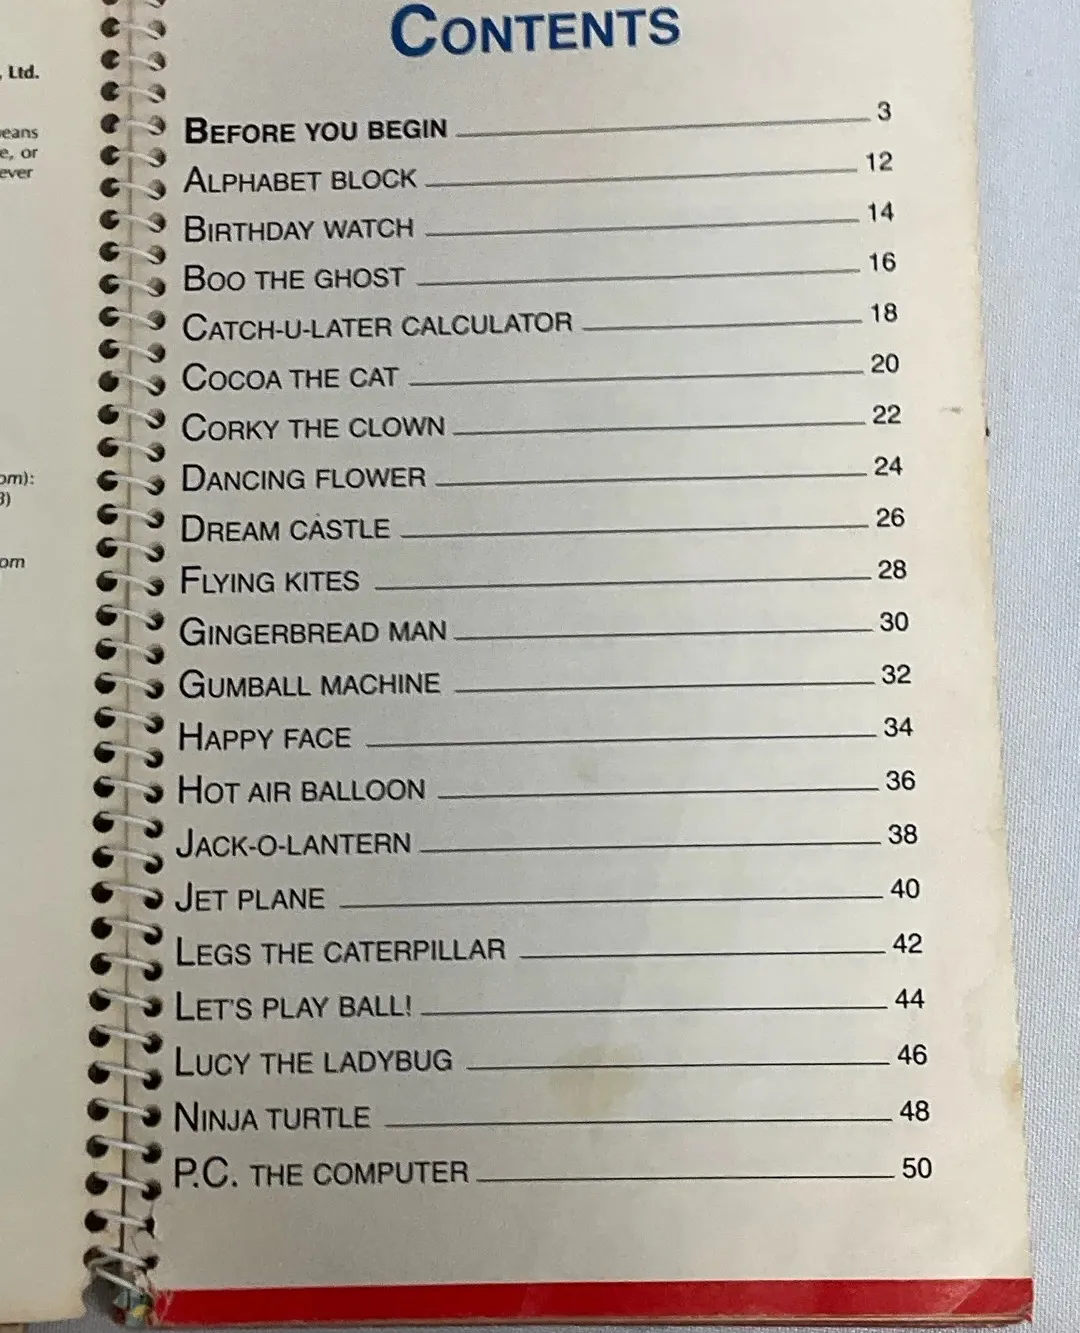 , Ltd.
eans
e, or
ever
om):
3)
om
CONTENTS
BEFORE YOU BEGIN 3
ALPHABET BLOCK 12
BIRTHDAY WATCH 14
BOO THE GHOST 16
CATCH-U-LATER CALCULATOR 18
COCOA THE CAT 20
CORKY THE CLOWN 22
DANCING FLOWER 24
DREAM CASTLE 26
FLYING KITES 28
GINGERBREAD MAN 30
GUMBALL MACHINE 32
HAPPY FACE 34
HOT AIR BALLOON 36
JACK-O-LANTERN 38
JET PLANE 40
LEGS THE CATERPILLAR 42
LET'S PLAY BALL! 44
LUCY THE LADYBUG 46
NINJA TURTLE 48
P.C. THE COMPUTER 50